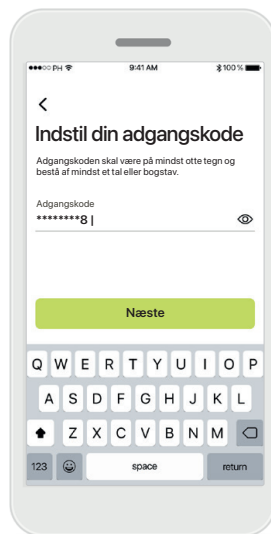 PH 9:41 AM 100 %
Indstil din adgangskode
Adgangskoden skal være på mindst otte tegn og
bestå af mindst et tal eller bogstav.
Adgangskode
********8 |
Næste
Q W E R T Y U I O P
A S D F G H J K L
Z X C V B N M
123 space return